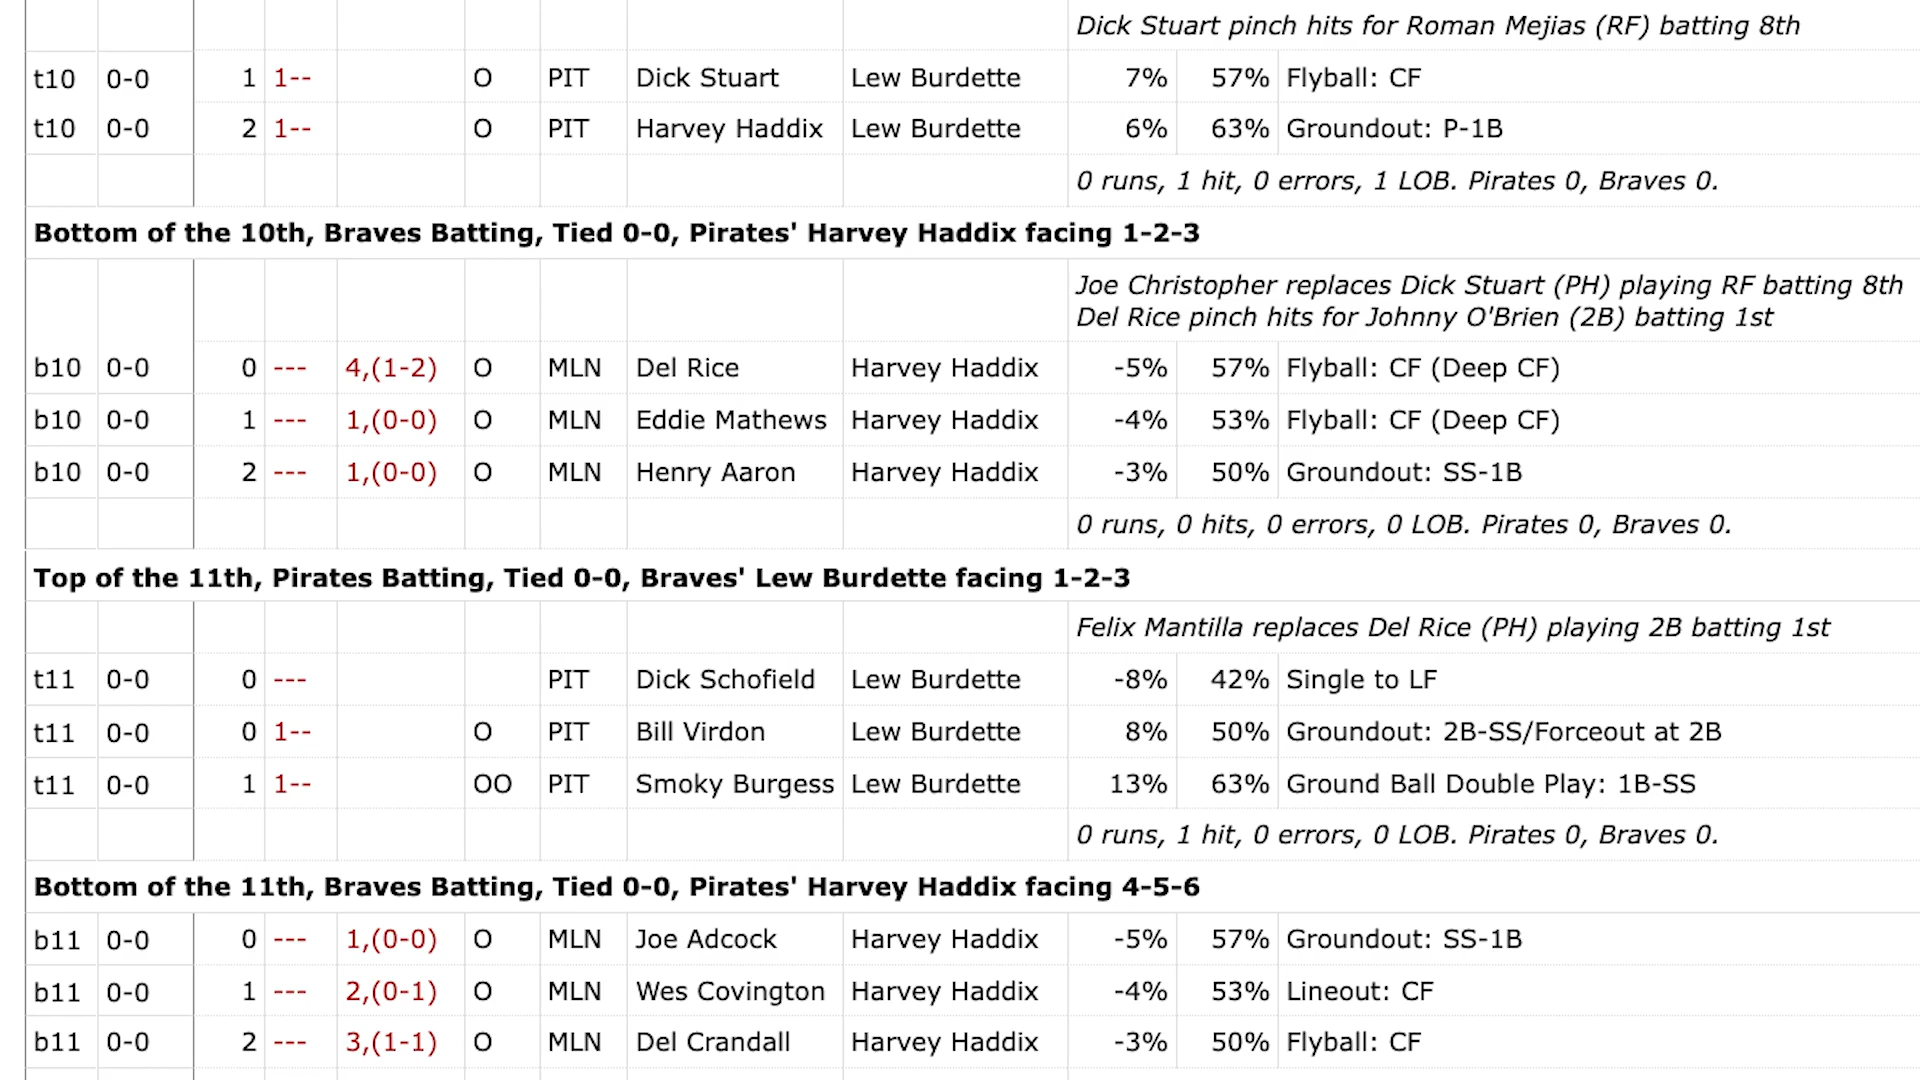 Dick Stuart pinch hits for Roman Mejias (RF) batting 8th
t10 0-0 1 1-- O PIT Dick Stuart Lew Burdette 7% 57% Flyball: CF
t10 0-0 2 1-- O PIT Harvey Haddix Lew Burdette 6% 63% Groundout: P-1B
0 runs, 1 hit, 0 errors, 1 LOB. Pirates 0, Braves 0.
Bottom of the 10th, Braves Batting, Tied 0-0, Pirates' Harvey Haddix facing 1-2-3
Joe Christopher replaces Dick Stuart (PH) playing RF batting 8th
Del Rice pinch hits for Johnny O'Brien (2B) batting 1st
b10 0-0 0 --- 4,(1-2) O MLN Del Rice Harvey Haddix -5% 57% Flyball: CF (Deep CF)
b10 0-0 1 --- 1,(0-0) O MLN Eddie Mathews Harvey Haddix -4% 53% Flyball: CF (Deep CF)
b10 0-0 2 --- 1,(0-0) O MLN Henry Aaron Harvey Haddix -3% 50% Groundout: SS-1B
0 runs, 0 hits, 0 errors, 0 LOB. Pirates 0, Braves 0.
Top of the 11th, Pirates Batting, Tied 0-0, Braves' Lew Burdette facing 1-2-3
Felix Mantilla replaces Del Rice (PH) playing 2B batting 1st
t11 0-0 0 --- PIT Dick Schofield Lew Burdette -8% 42% Single to LF
t11 0-0 0 1-- O PIT Bill Virdon Lew Burdette 8% 50% Groundout: 2B-SS/Forceout at 2B
t11 0-0 1 1-- OO PIT Smoky Burgess Lew Burdette 13% 63% Ground Ball Double Play: 1B-SS
0 runs, 1 hit, 0 errors, 0 LOB. Pirates 0, Braves 0.
Bottom of the 11th, Braves Batting, Tied 0-0, Pirates' Harvey Haddix facing 4-5-6
b11 0-0 0 --- 1,(0-0) O MLN Joe Adcock Harvey Haddix -5% 57% Groundout: SS-1B
b11 0-0 1 --- 2,(0-1) O MLN Wes Covington Harvey Haddix -4% 53% Lineout: CF
b11 0-0 2 --- 3,(1-1) O MLN Del Crandall Harvey Haddix -3% 50% Flyball: CF